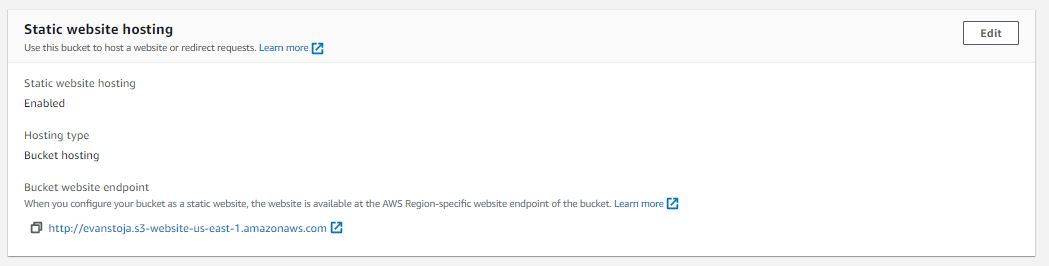 Static website hosting
Edit
Use this bucket to host a website or redirect requests. Learn more
Static website hosting
Enabled
Hosting type
Bucket hosting
Bucket website endpoint
When you configure your bucket as a static website, the website is available at the AWS Region-specific website endpoint of the bucket. Learn more
http://evanstoja.s3-website-us-east-1.amazonaws.com